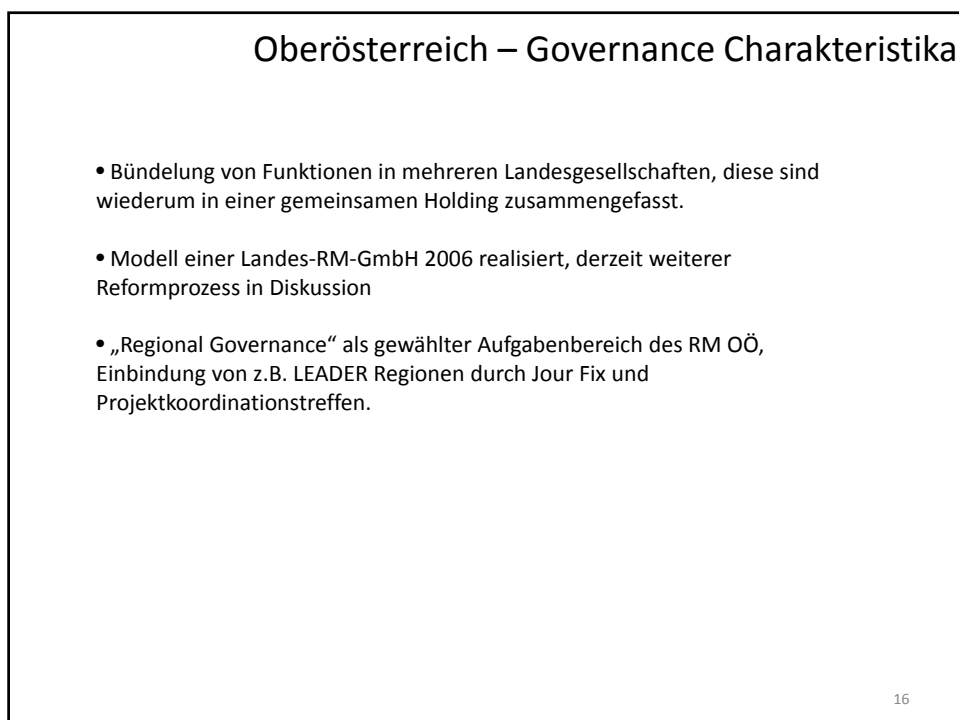 Oberösterreich – Governance Charakteristika
• Bündelung von Funktionen in mehreren Landesgesellschaften, diese sind
wiederum in einer gemeinsamen Holding zusammengefasst.
• Modell einer Landes-RM-GmbH 2006 realisiert, derzeit weiterer
Reformprozess in Diskussion
• „Regional Governance“ als gewählter Aufgabenbereich des RM OÖ,
Einbindung von z.B. LEADER Regionen durch Jour Fix und
Projektkoordinationstreffen.
16